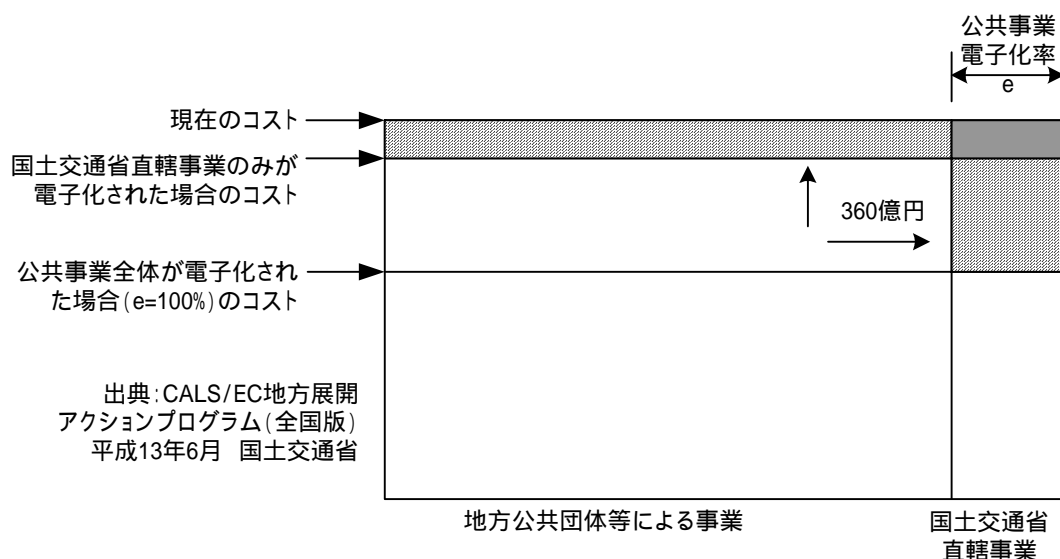 公共事業
電子化率
e
現在のコスト
国土交通省直轄事業のみが
電子化された場合のコスト
360億円
公共事業全体が電子化され
た場合(e=100%)のコスト
出典:CALS/EC地方展開
アクションプログラム(全国版)
平成13年6月 国土交通省
地方公共団体等による事業
国土交通省
直轄事業